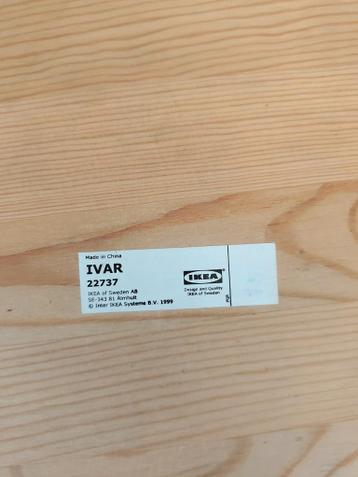 Made in China
IVAR
22737
IKEA of Sweden AB
SE-343 81 Älmhult
© Inter IKEA Systems B.V. 1999
IKEA
Design and Quality
IKEA of Sweden